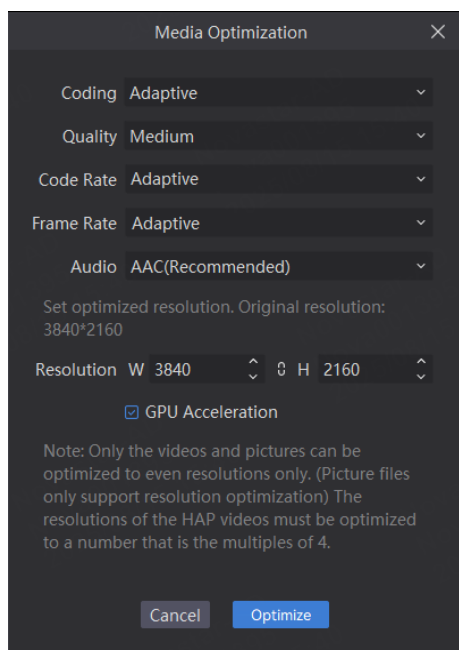 Media Optimization
Coding Adaptive
Quality Medium
Code Rate Adaptive
Frame Rate Adaptive
Audio AAC(Recommended)
Set optimized resolution. Original resolution:
3840*2160
Resolution W 3840 H 2160
GPU Acceleration
Note: Only the videos and pictures can be
optimized to even resolutions only. (Picture files
only support resolution optimization) The
resolutions of the HAP videos must be optimized
to a number that is the multiples of 4.
Cancel Optimize